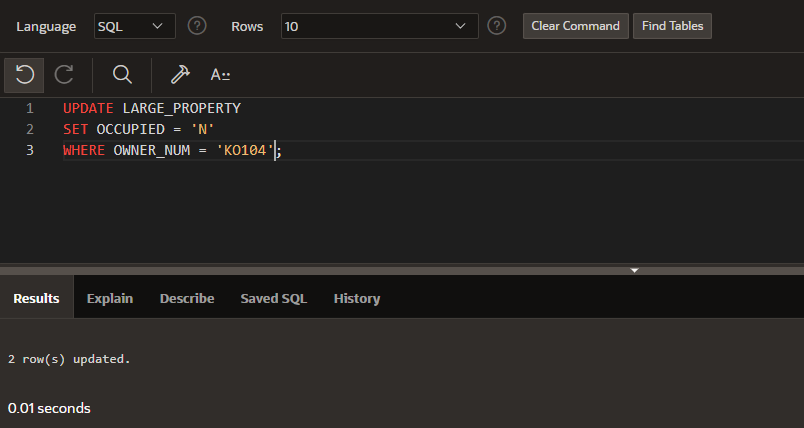 Language SQL ? Rows 10 ? Clear Command Find Tables
A::
1 UPDATE LARGE_PROPERTY
2 SET OCCUPIED = 'N'
3 WHERE OWNER_NUM = 'KO104';
Results Explain Describe Saved SQL History
2 row(s) updated.
0.01 seconds